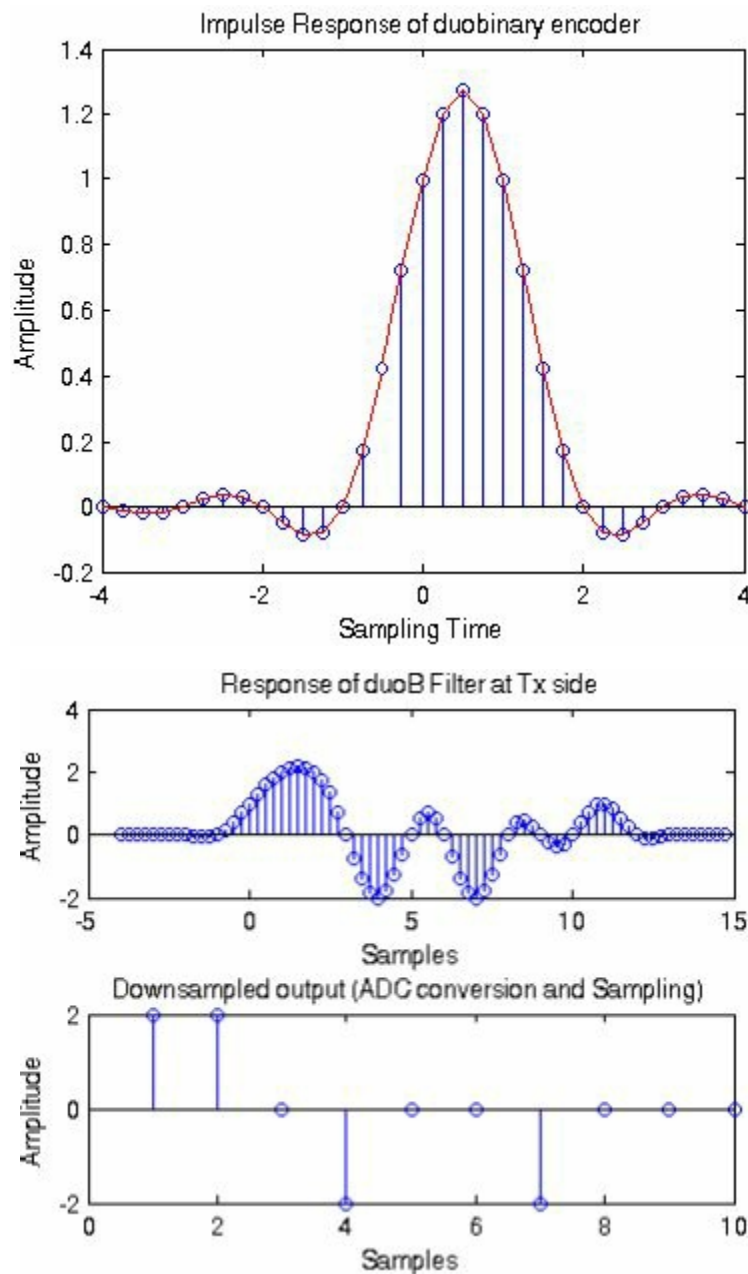 Impulse Response of duobinary encoder
1.4
1.2
1
0.8
0.6
0.4
0.2
0
-0.2
Amplitude
-4 -2 0 2 4
Sampling Time
Response of duoB Filter at Tx side
4
2
0
-2
Amplitude
-5 0 5 10 15
Samples
Downsampled output (ADC conversion and Sampling)
2
0
-2
Amplitude
0 2 4 6 8 10
Samples